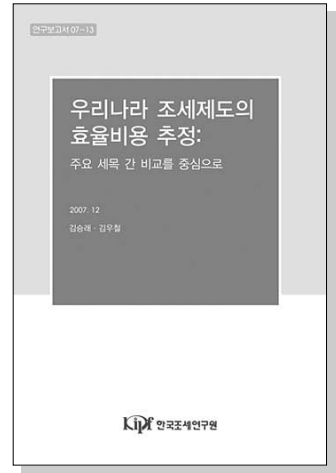 연구보고서 07-13
우리나라 조세제도의
효율비용 추정:
주요 세목 간 비교를 중심으로
2007. 12
김승래 · 김우철
Kipf 한국조세연구원